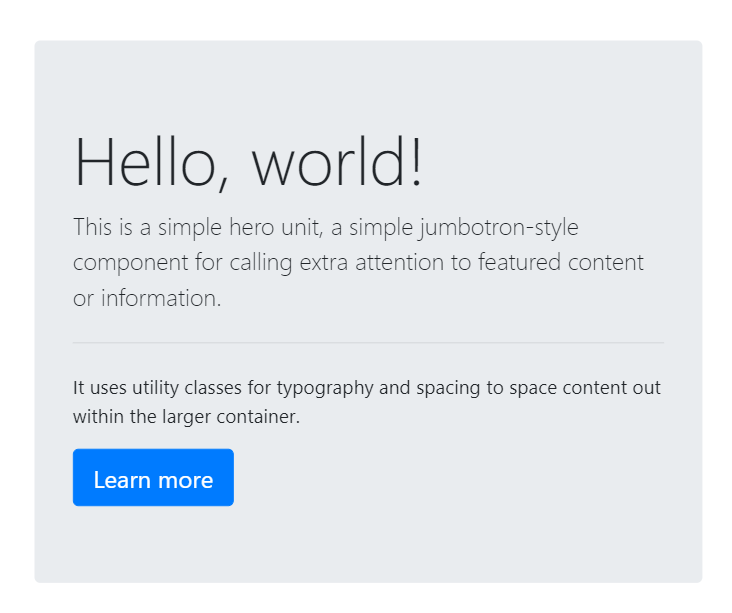 Hello, world!
This is a simple hero unit, a simple jumbotron-style
component for calling extra attention to featured content
or information.
It uses utility classes for typography and spacing to space content out
within the larger container.
Learn more